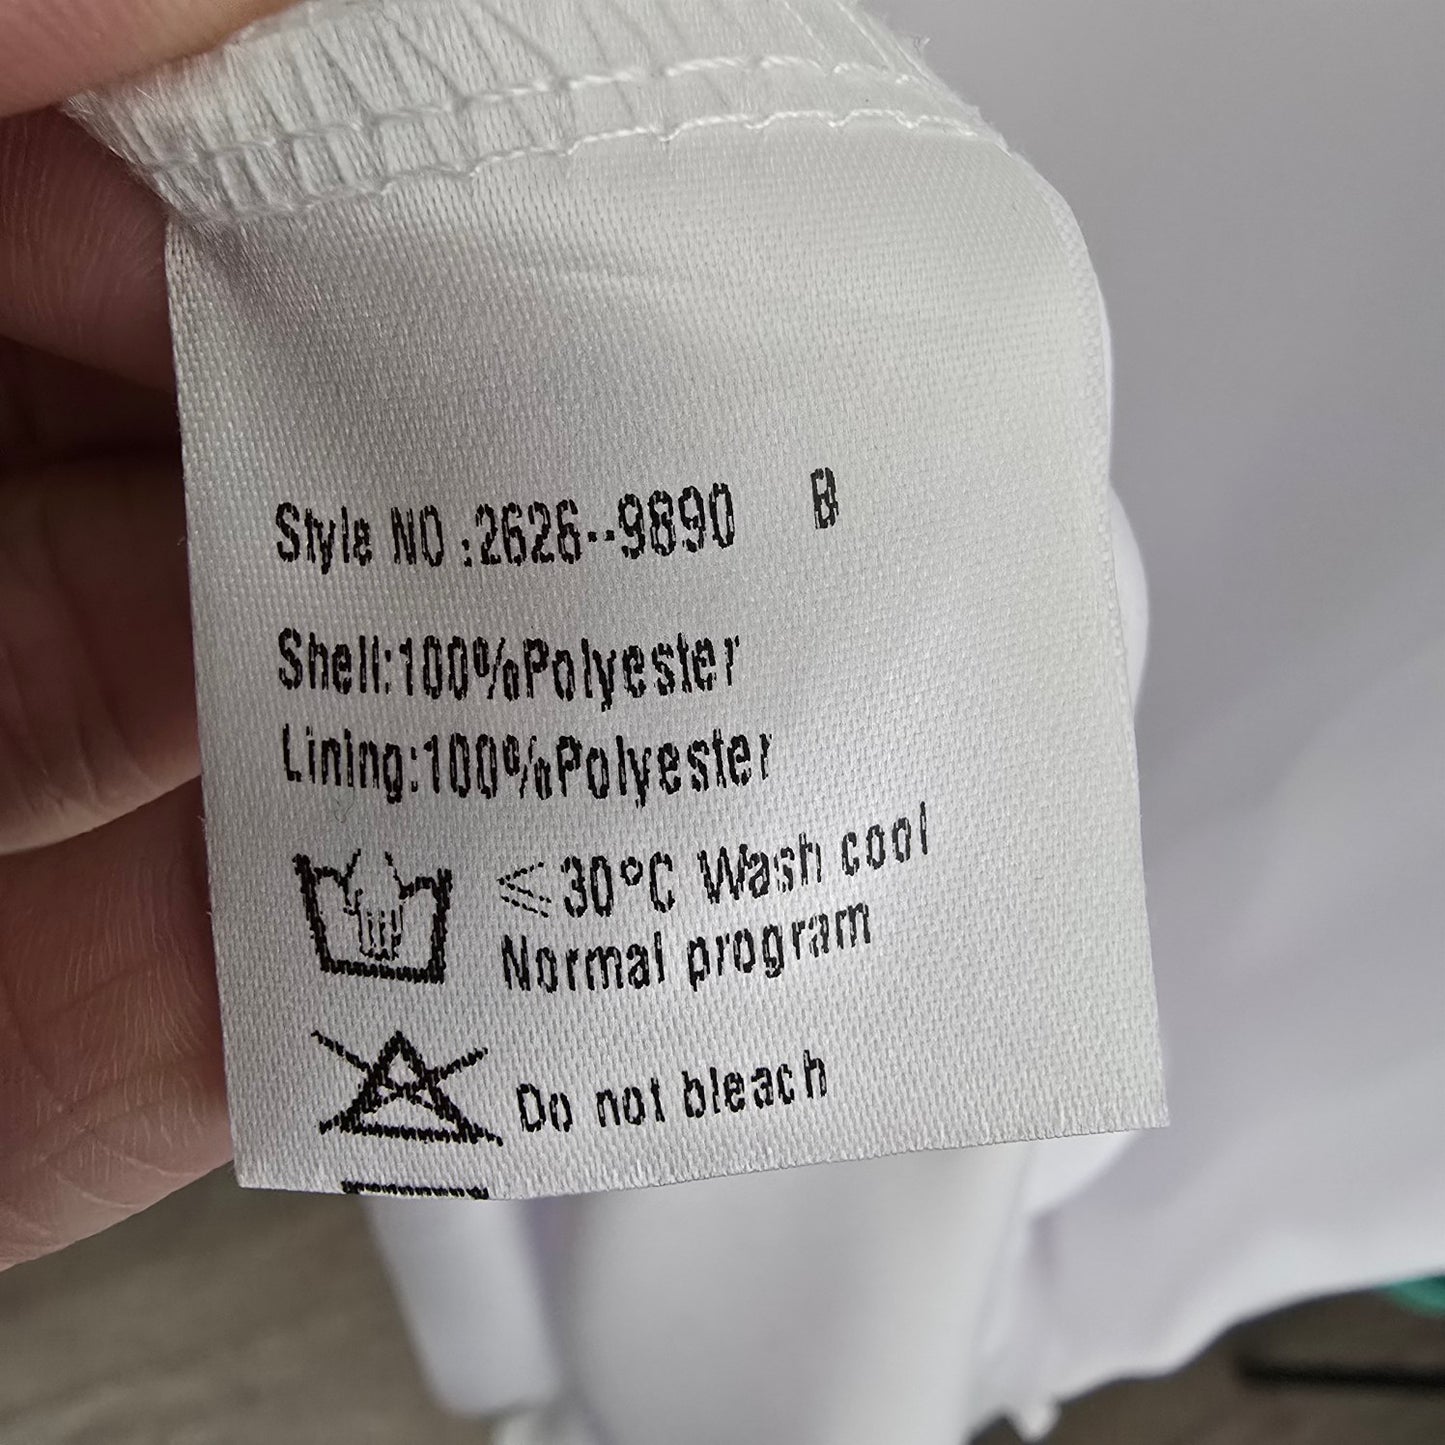 Style NO.:2626--9890 B
Shell:100%Polyester
Lining:100%Polyester
≤30°C Wash cool
Normal program
Do not bleach